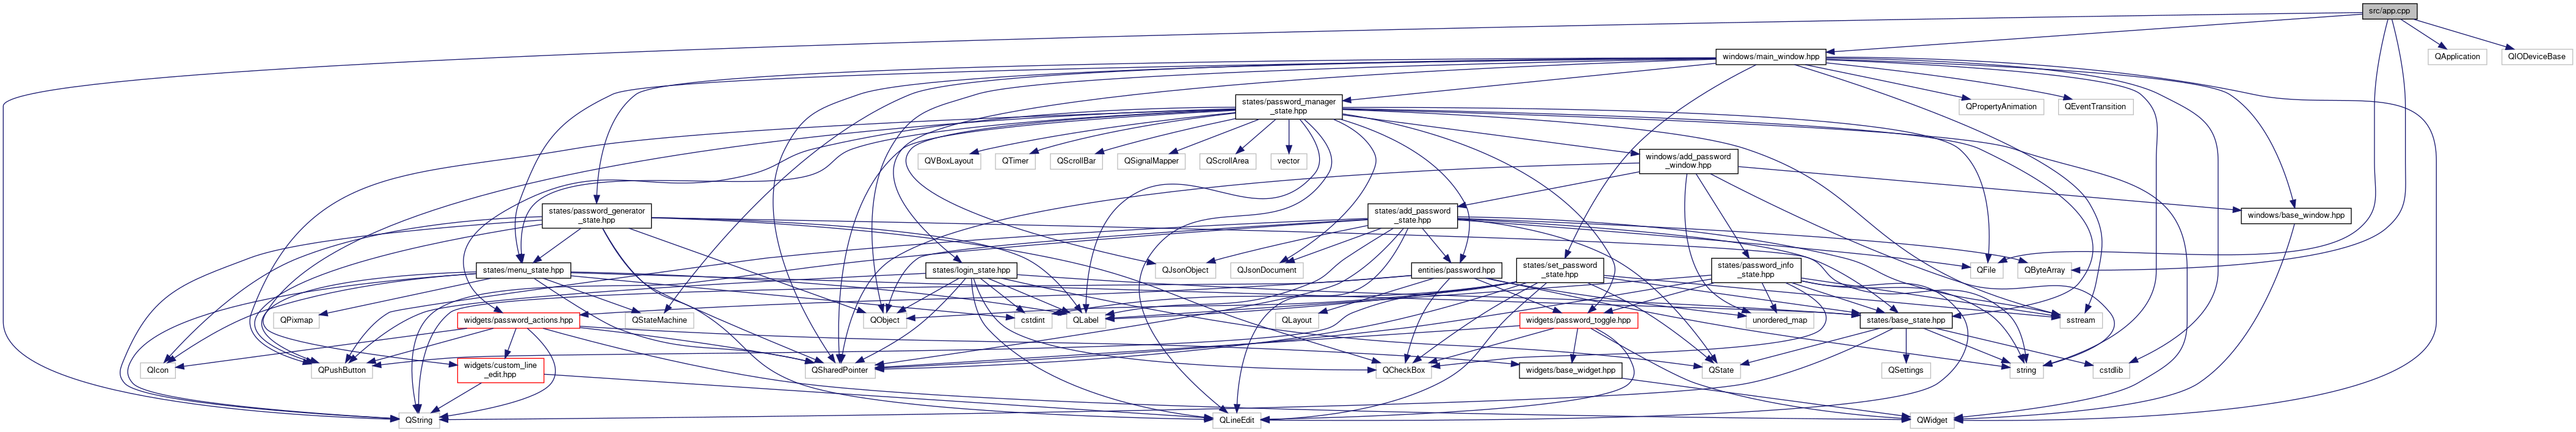 src/app.cpp
windows/main_window.hpp
QApplication
QIODeviceBase
states/password_manager
_state.hpp
QPropertyAnimation
QEventTransition
QVBoxLayout
QTimer
QScrollBar
QSignalMapper
QScrollArea
vector
windows/add_password
_window.hpp
states/password_generator
_state.hpp
states/add_password
_state.hpp
windows/base_window.hpp
states/menu_state.hpp
states/login_state.hpp
QJsonObject
QJsonDocument
entities/password.hpp
states/set_password
_state.hpp
states/password_info
_state.hpp
QFile
QByteArray
QPixmap
widgets/password_actions.hpp
QStateMachine
QObject
cstdint
QLabel
QLayout
widgets/password_toggle.hpp
unordered_map
states/base_state.hpp
sstream
QIcon
QPushButton
widgets/custom_line
_edit.hpp
QSharedPointer
QCheckBox
widgets/base_widget.hpp
QState
QSettings
string
cstdlib
QString
QLineEdit
QWidget